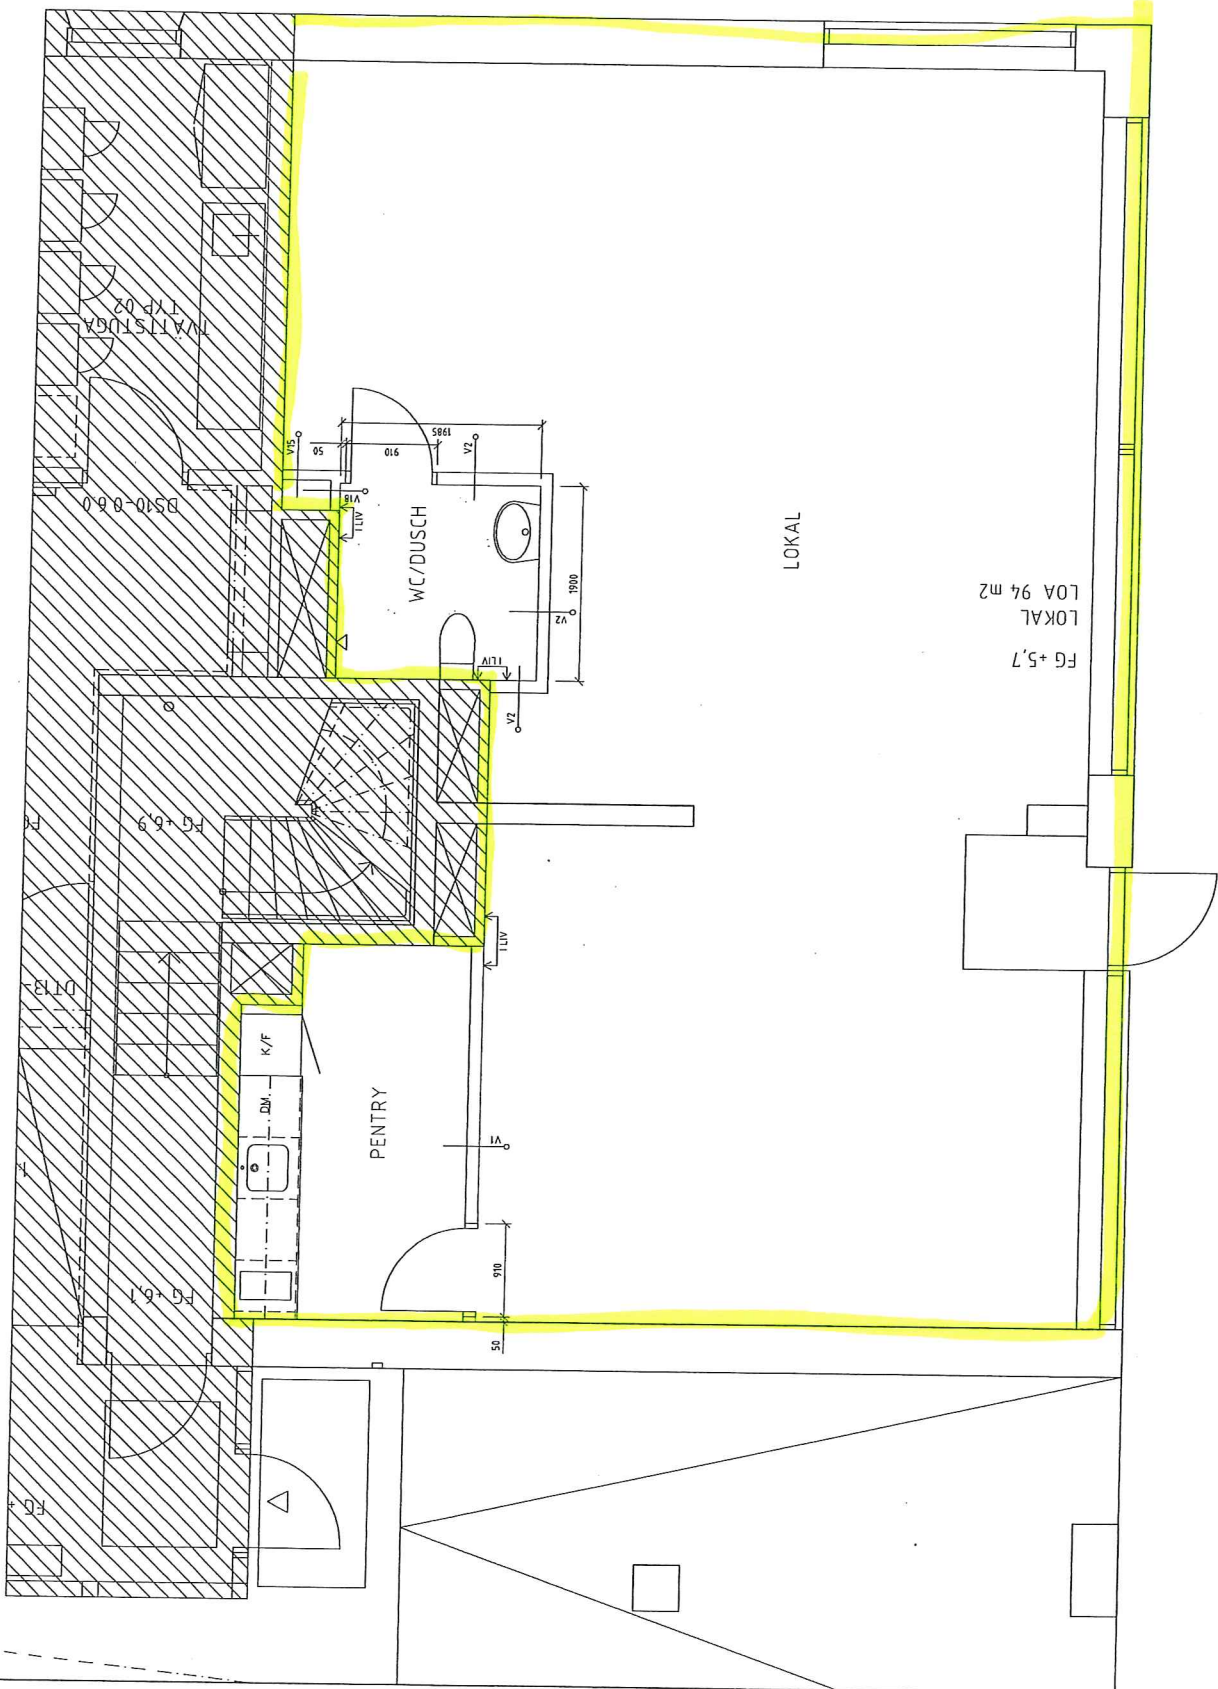 TVÄTTSTUGA
TYP 02
DS10-0 6.0
V15
50
910
1985
V2
V18
1 LIV
WC/DUSCH
1900
V2
1 LIV
V2
LOKAL
FG +5,7
LOKAL
LOA 94 m2
FG +6,9
1 LIV
DT13-
K/F
DM
PENTRY
V1
910
50
FG +6,1
FG +